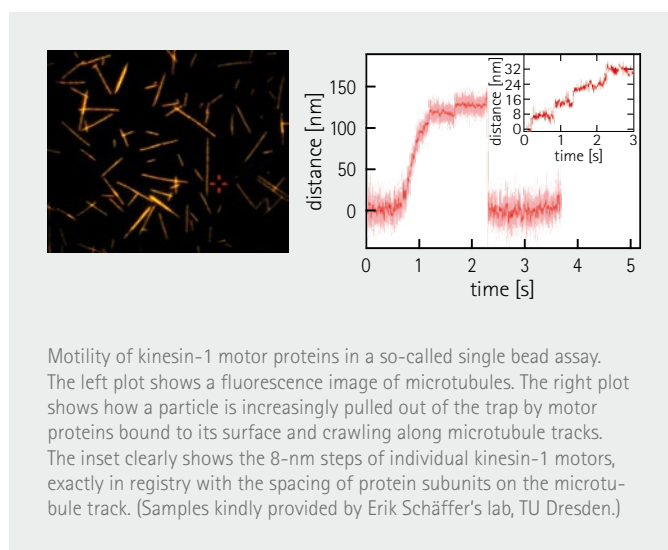 150
100
50
0
distance [nm]
0 1 2 3 4 5
time [s]
32
24
16
8
0
distance [nm]
0 1 2 3
time [s]
Motility of kinesin-1 motor proteins in a so-called single bead assay.
The left plot shows a fluorescence image of microtubules. The right plot
shows how a particle is increasingly pulled out of the trap by motor
proteins bound to its surface and crawling along microtubule tracks.
The inset clearly shows the 8-nm steps of individual kinesin-1 motors,
exactly in registry with the spacing of protein subunits on the microtu-
bule track. (Samples kindly provided by Erik Schäffer's lab, TU Dresden.)